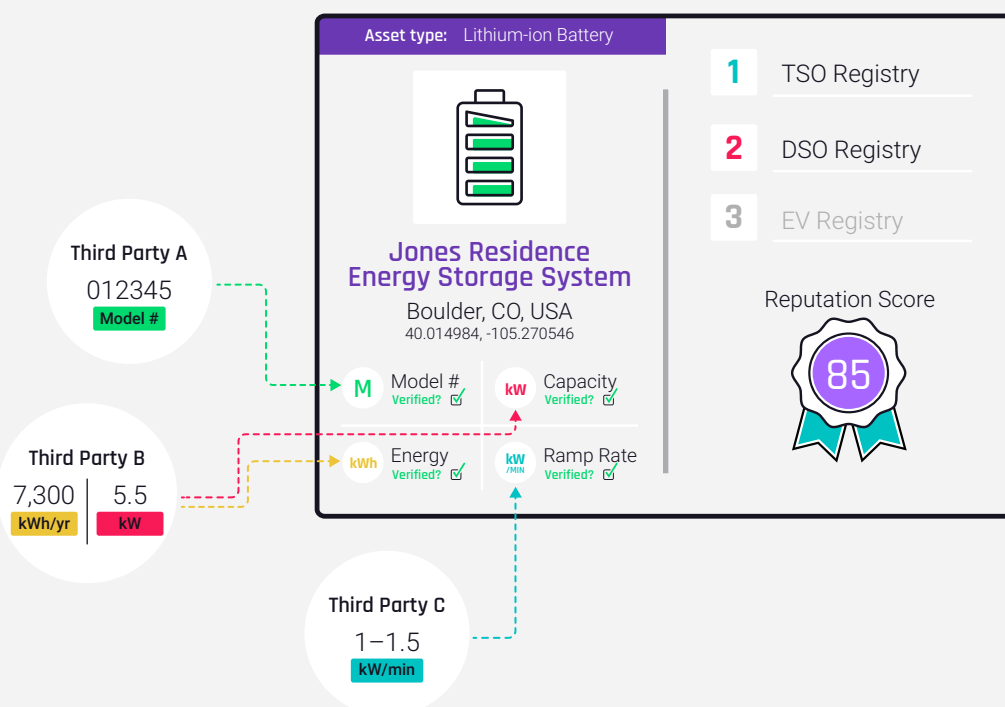 Asset type: Lithium-ion Battery
Jones Residence
Energy Storage System
Boulder, CO, USA
40.014984, -105.270546
M
Model #
Verified?
kW
Capacity
Verified?
kWh
Energy
Verified?
kW
/MIN
Ramp Rate
Verified?
1 TSO Registry
2 DSO Registry
3 EV Registry
Reputation Score
85
Third Party A
012345
Model #
Third Party B
7,300 5.5
kWh/yr kW
Third Party C
1–1.5
kW/min